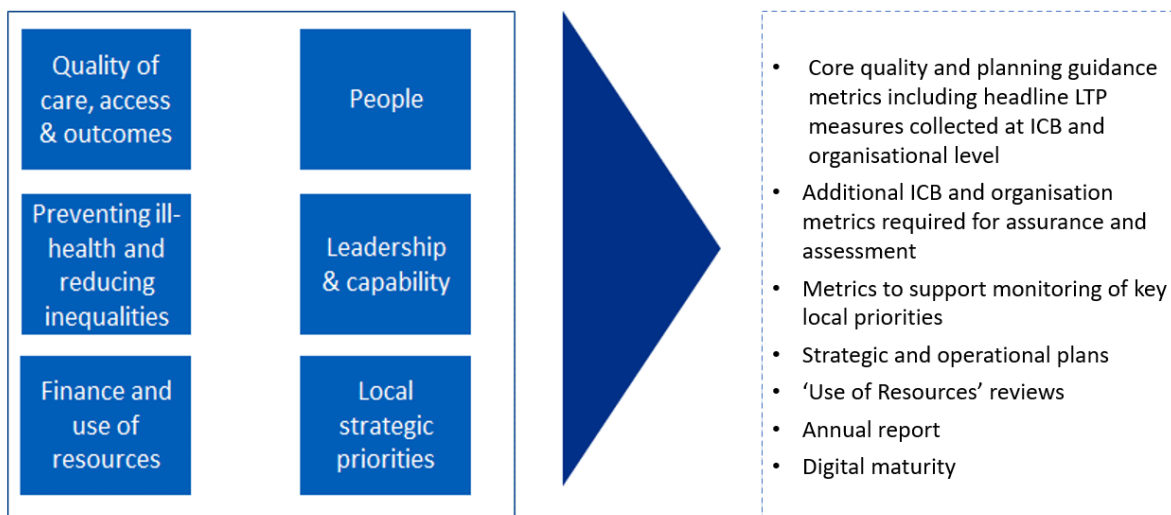 Quality of
care, access
& outcomes
People
Preventing ill-
health and
reducing
inequalities
Leadership
& capability
Finance and
use of
resources
Local
strategic
priorities
• Core quality and planning guidance
metrics including headline LTP
measures collected at ICB and
organisational level
• Additional ICB and organisation
metrics required for assurance and
assessment
• Metrics to support monitoring of key
local priorities
• Strategic and operational plans
• ‘Use of Resources’ reviews
• Annual report
• Digital maturity